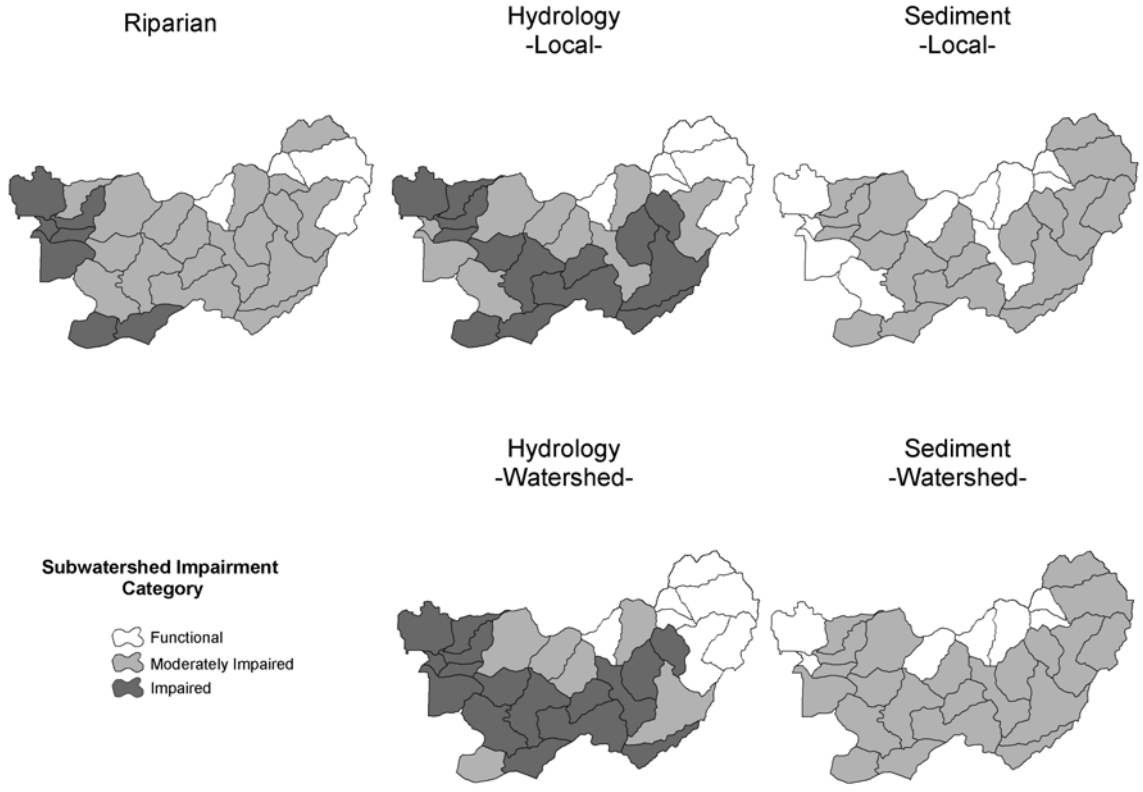 Riparian
Hydrology
-Local-
Sediment
-Local-
Hydrology
-Watershed-
Sediment
-Watershed-
Subwatershed Impairment
Category
Functional
Moderately Impaired
Impaired